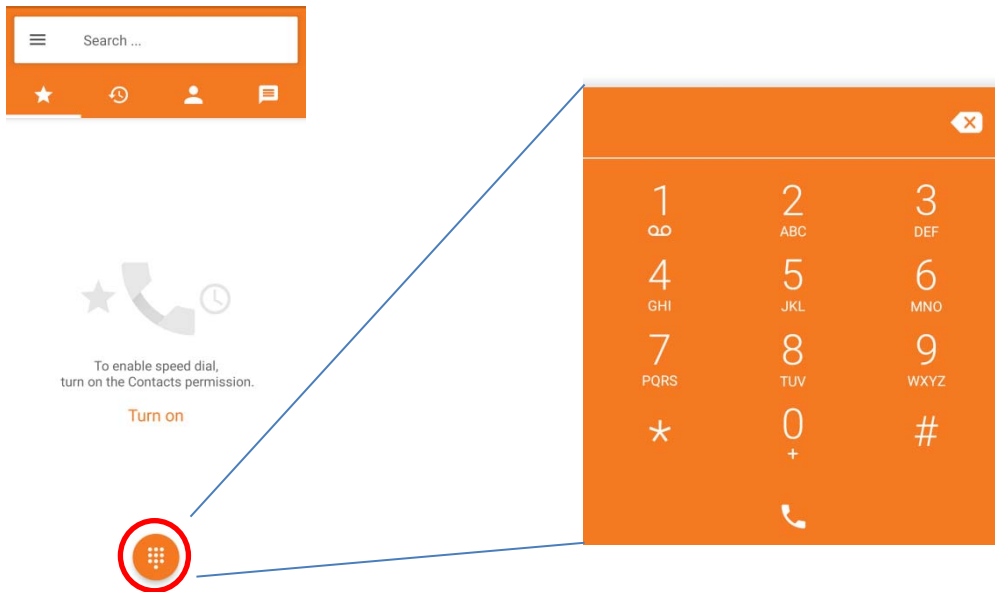 Search ...
To enable speed dial,
turn on the Contacts permission.
Turn on
1 2 3
ABC DEF
4 5 6
GHI JKL MNO
7 8 9
PQRS TUV WXYZ
* 0 #
+